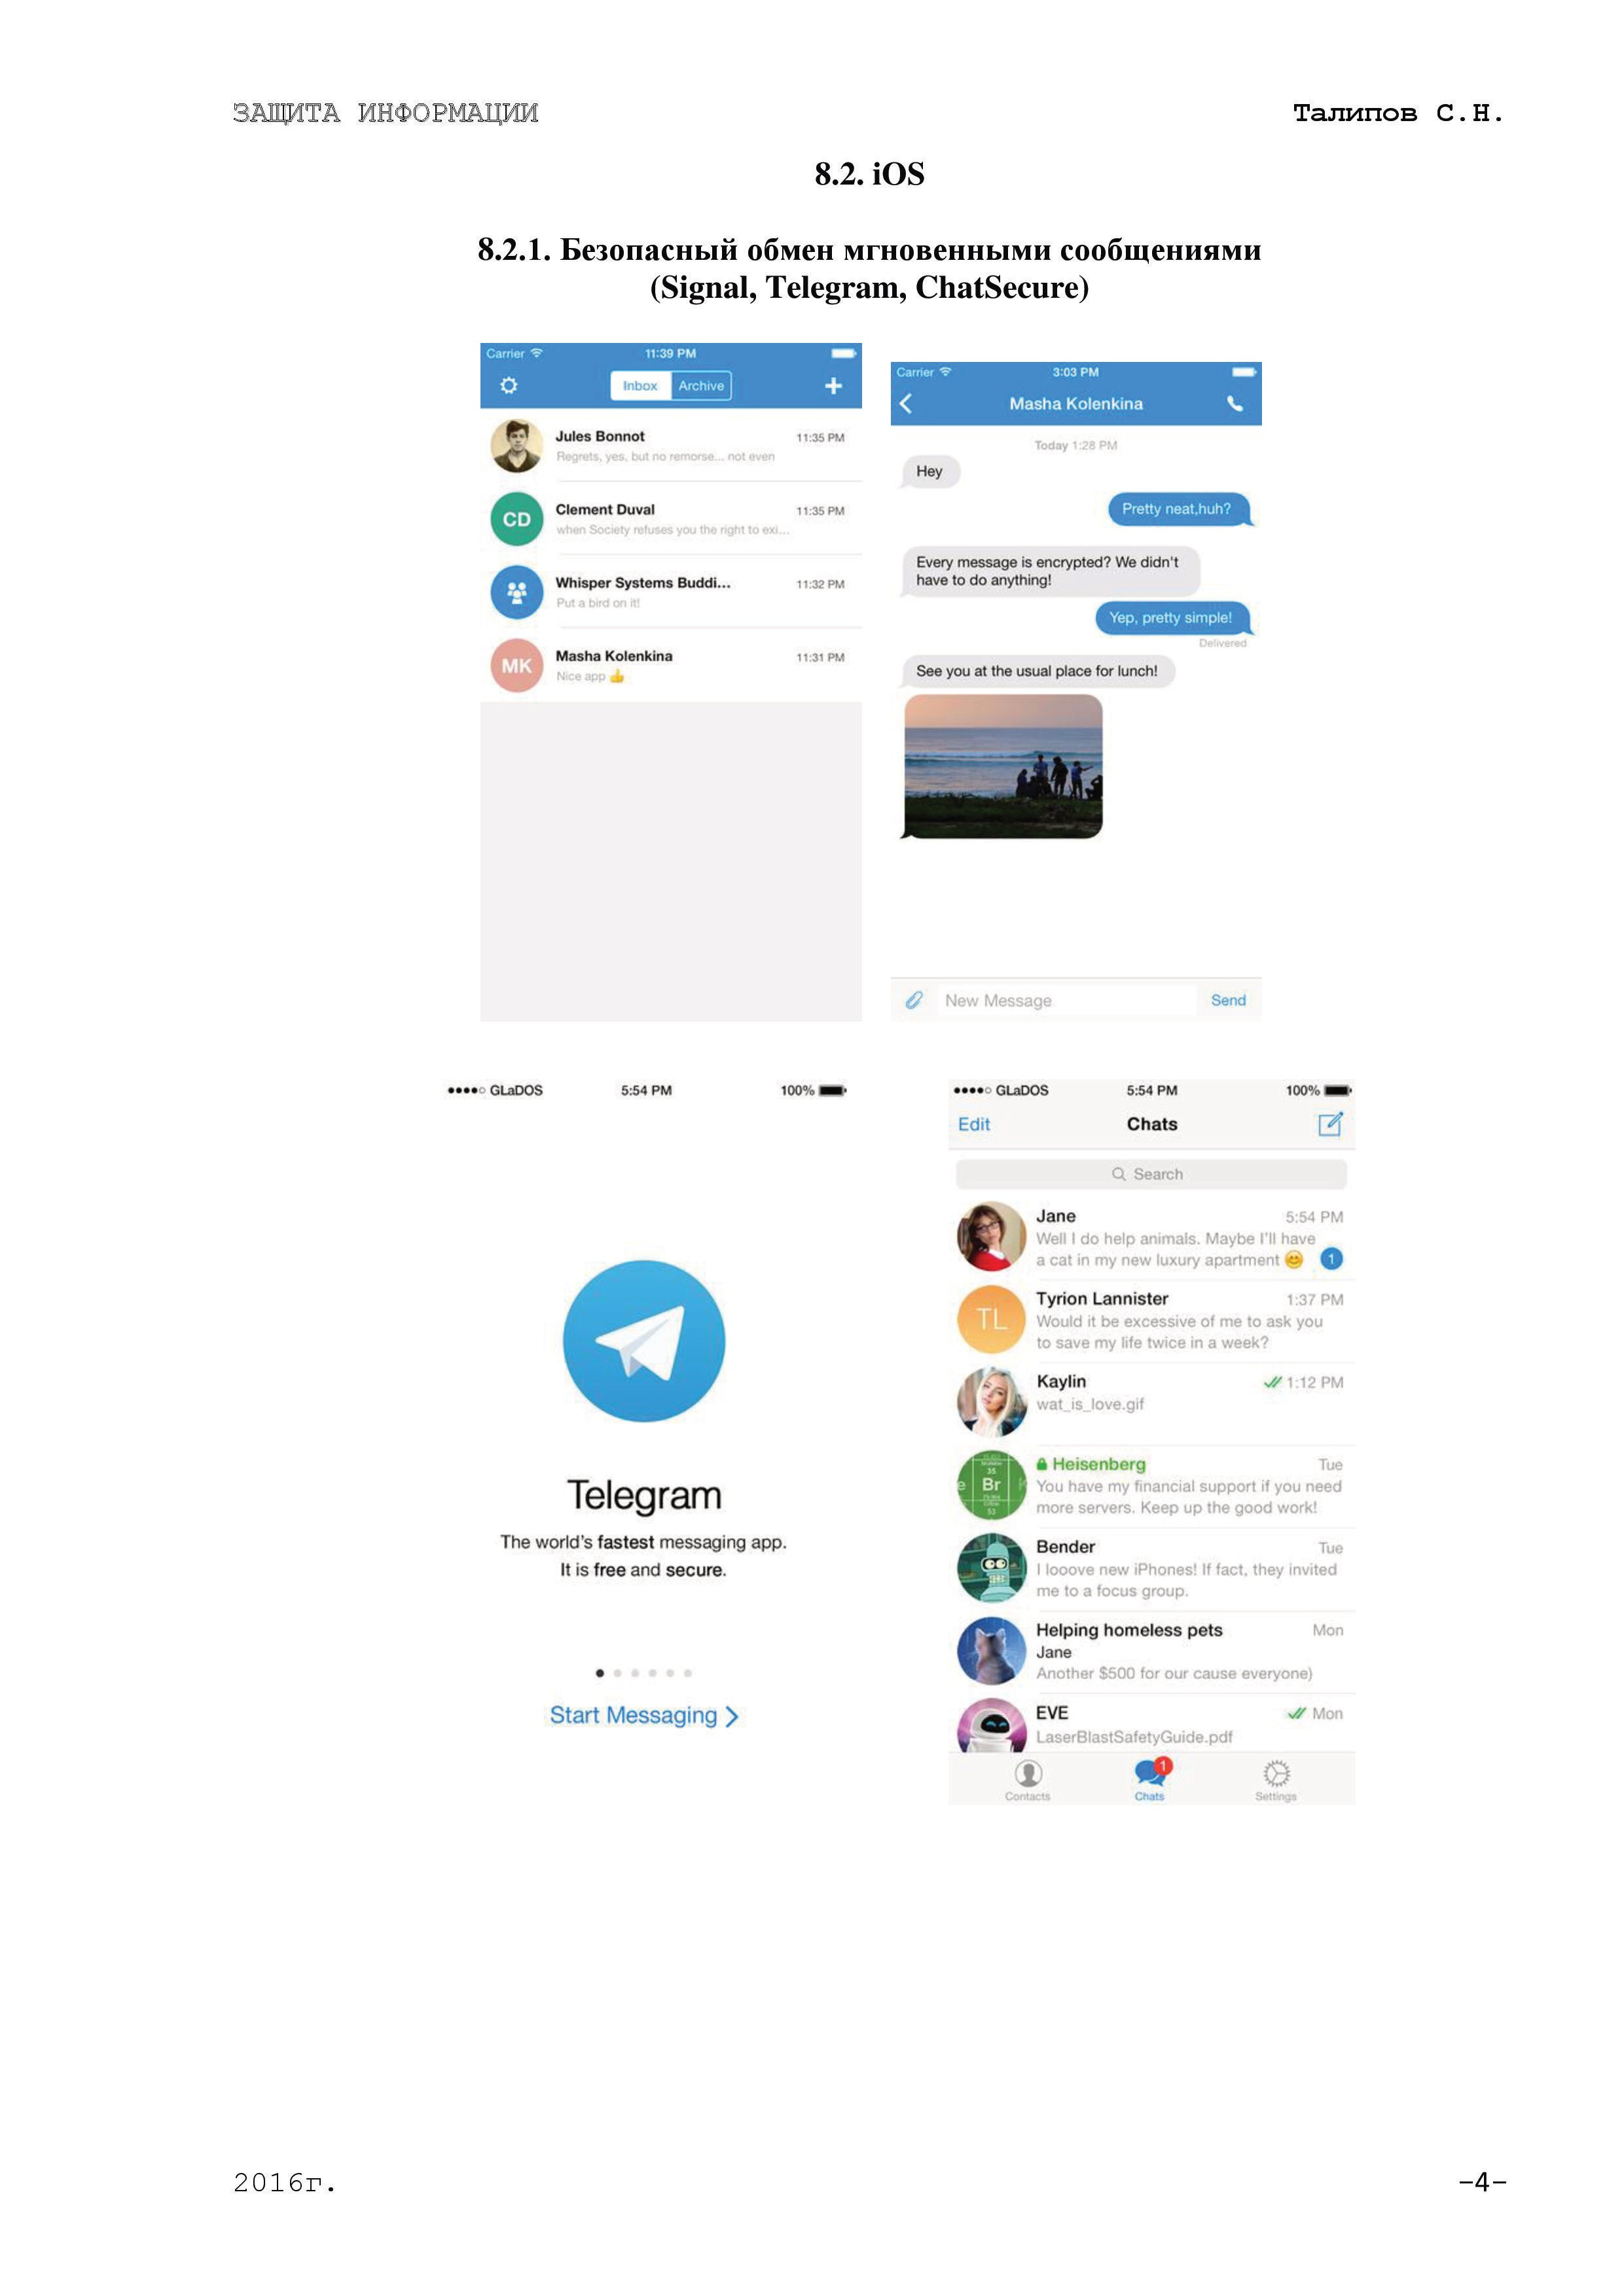 ЗАЩИТА ИНФОРМАЦИИ Талипов С.Н.
8.2. iOS
8.2.1. Безопасный обмен мгновенными сообщениями
(Signal, Telegram, ChatSecure)
Carrier 11:39 PM
Inbox Archive +
Jules Bonnot 11:35 PM
Regrets, yes, but no remorse... not even
CD Clement Duval 11:35 PM
when Society refuses you the right to exi...
Whisper Systems Buddi... 11:32 PM
Put a bird on it!
MK Masha Kolenkina 11:31 PM
Nice app 👍
Carrier 3:03 PM
Masha Kolenkina
Today 1:28 PM
Hey
Pretty neat,huh?
Every message is encrypted? We didn't
have to do anything!
Yep, pretty simple!
Delivered
See you at the usual place for lunch!
New Message Send
GLaDOS 5:54 PM 100%
Telegram
The world's fastest messaging app.
It is free and secure.
Start Messaging
GLaDOS 5:54 PM 100%
Edit Chats
Search
Jane 5:54 PM
Well I do help animals. Maybe I'll have
a cat in my new luxury apartment 😊 1
TL Tyrion Lannister 1:37 PM
Would it be excessive of me to ask you
to save my life twice in a week?
Kaylin 1:12 PM
wat_is_love.gif
Heisenberg Tue
35
Br
53
You have my financial support if you need
more servers. Keep up the good work!
Bender Tue
I looove new iPhones! If fact, they invited
me to a focus group.
Helping homeless pets Mon
Jane
Another $500 for our cause everyone)
EVE Mon
LaserBlastSafetyGuide.pdf
1
Contacts Chats Settings
2016г. -4-